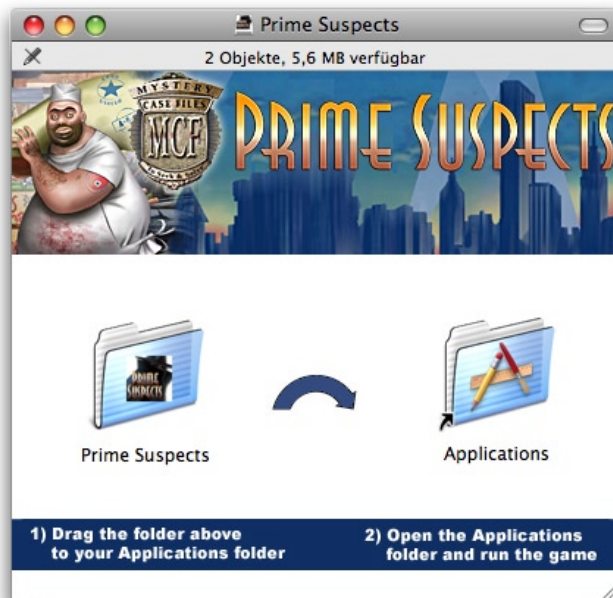 Prime Suspects
2 Objekte, 5,6 MB verfügbar
MYSTERY
CASE FILES
MCF
PRIME SUSPECTS
PRIME
SUSPECTS
Prime Suspects
Applications
1) Drag the folder above
to your Applications folder
2) Open the Applications
folder and run the game